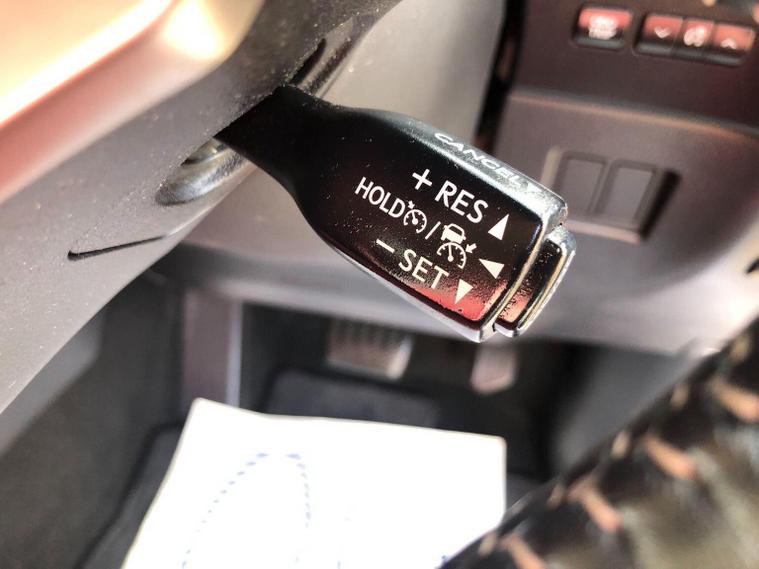 CANCEL
+ RES
HOLD /
− SET